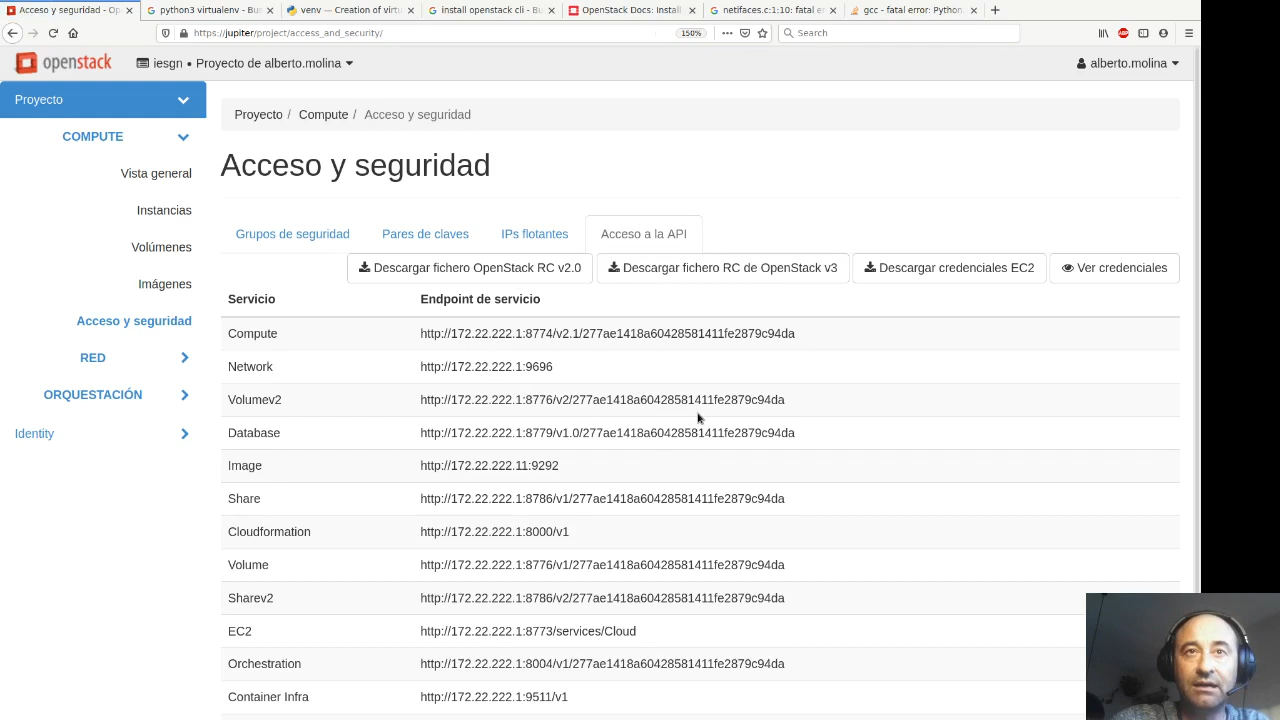 Acceso y seguridad - Op
python3 virtualenv - Bus
venv — Creation of virtu
install openstack cli - Bu
OpenStack Docs: Install
netifaces.c:1:10: fatal er
gcc - fatal error: Python.
https://jupiter/project/access_and_security/
150%
Search
openstack
iesgn • Proyecto de alberto.molina
alberto.molina
Proyecto
COMPUTE
Vista general
Instancias
Volúmenes
Imágenes
Acceso y seguridad
RED
ORQUESTACIÓN
Identity
Proyecto / Compute / Acceso y seguridad
Acceso y seguridad
Grupos de seguridad
Pares de claves
IPs flotantes
Acceso a la API
Descargar fichero OpenStack RC v2.0
Descargar fichero RC de OpenStack v3
Descargar credenciales EC2
Ver credenciales
Servicio Endpoint de servicio
Compute http://172.22.222.1:8774/v2.1/277ae1418a60428581411fe2879c94da
Network http://172.22.222.1:9696
Volumev2 http://172.22.222.1:8776/v2/277ae1418a60428581411fe2879c94da
Database http://172.22.222.1:8779/v1.0/277ae1418a60428581411fe2879c94da
Image http://172.22.222.11:9292
Share http://172.22.222.1:8786/v1/277ae1418a60428581411fe2879c94da
Cloudformation http://172.22.222.1:8000/v1
Volume http://172.22.222.1:8776/v1/277ae1418a60428581411fe2879c94da
Sharev2 http://172.22.222.1:8786/v2/277ae1418a60428581411fe2879c94da
EC2 http://172.22.222.1:8773/services/Cloud
Orchestration http://172.22.222.1:8004/v1/277ae1418a60428581411fe2879c94da
Container Infra http://172.22.222.1:9511/v1